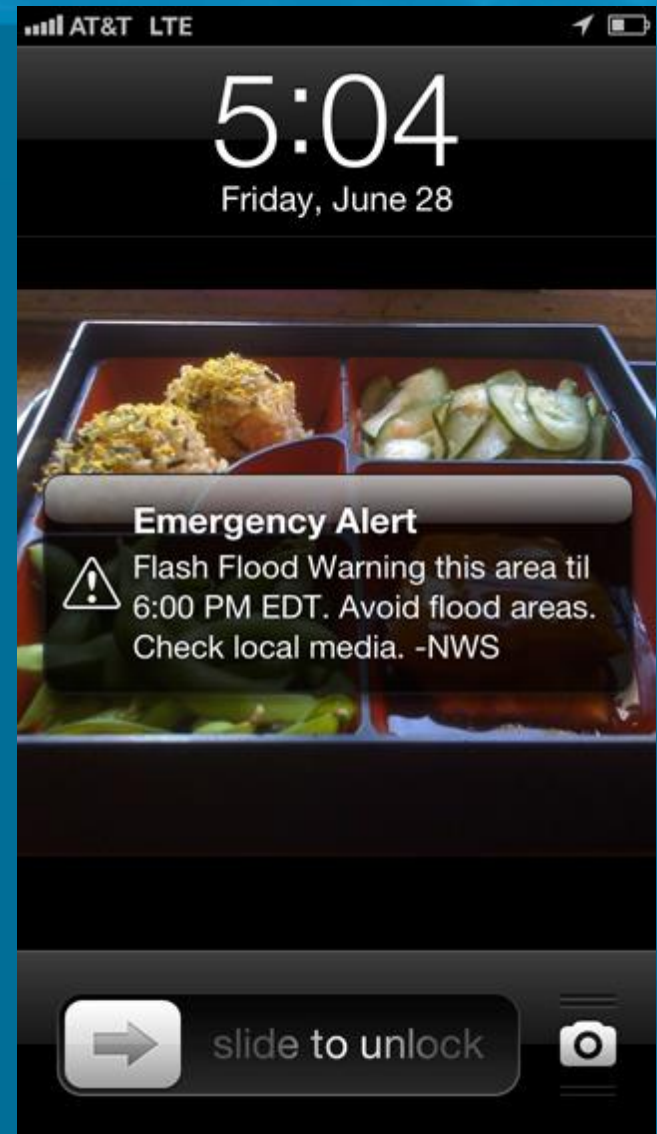 AT&T LTE
5:04
Friday, June 28
Emergency Alert
Flash Flood Warning this area til
6:00 PM EDT. Avoid flood areas.
Check local media. -NWS
slide to unlock